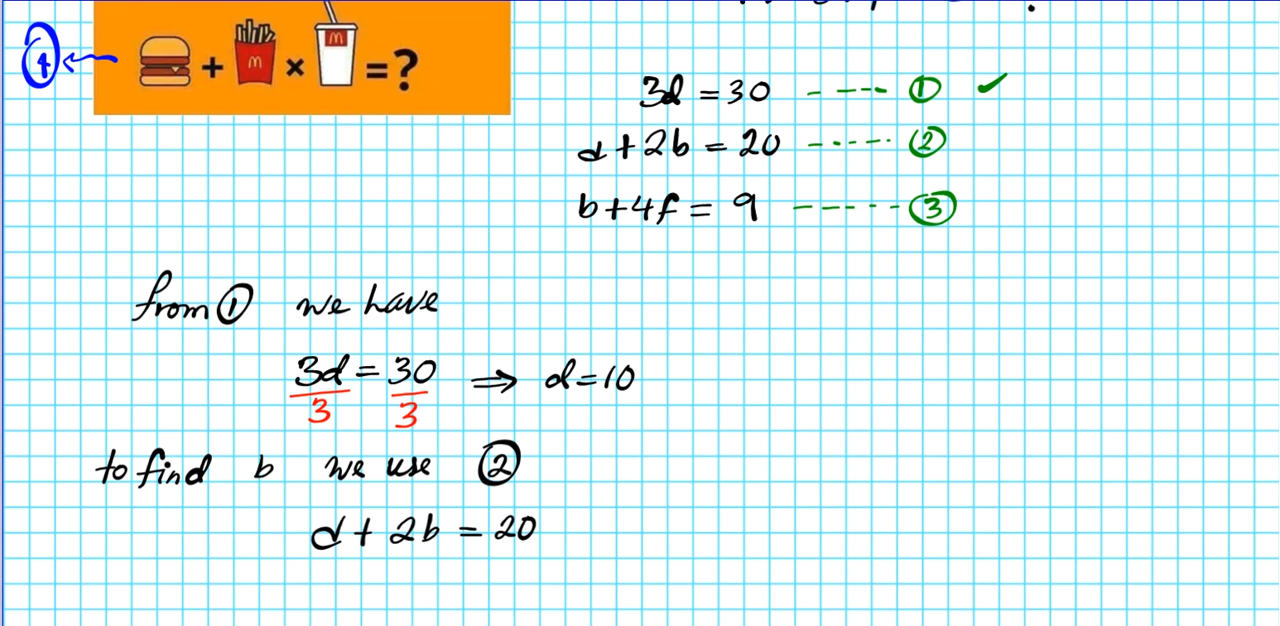 ④ ← + × = ?
3d = 30 ---- ① ✓
d + 2b = 20 ----- ②
b + 4f = 9 ----- ③
from ① we have
3d = 30 ⇒ d = 10
3 3
to find b we use ②
d + 2b = 20